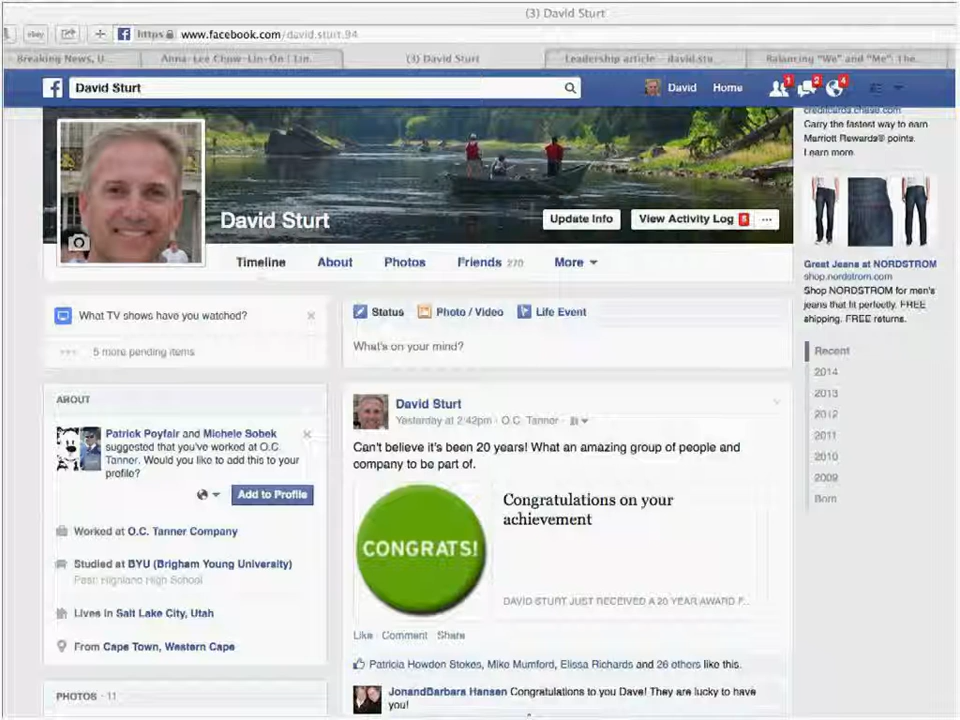 (3) David Sturt
ebay
https www.facebook.com/david.sturt.94
Breaking News, U...
Anna-Lee Chow-Lin-On | Lin...
(3) David Sturt
Leadership article - david.stu...
Balancing "We" and "Me": The...
David Sturt
David
Home
1
2
4
creditcards.chase.com
Carry the fastest way to earn
Marriott Rewards® points.
Learn more.
David Sturt
Update Info
View Activity Log 5 ...
Timeline
About
Photos
Friends 270
More
Great Jeans at NORDSTROM
shop.nordstrom.com
Shop NORDSTROM for men's
jeans that fit perfectly. FREE
shipping. FREE returns.
Recent
2014
2013
2012
2011
2010
2009
Born
What TV shows have you watched?
5 more pending items
Status
Photo / Video
Life Event
What's on your mind?
ABOUT
Patrick Poyfair and Michele Sobek
suggested that you've worked at O.C.
Tanner. Would you like to add this to your
profile?
Add to Profile
Worked at O.C. Tanner Company
Studied at BYU (Brigham Young University)
Past: Highland High School
Lives in Salt Lake City, Utah
From Cape Town, Western Cape
PHOTOS · 11
David Sturt
Yesterday at 2:42pm · O.C. Tanner ·
Can't believe it's been 20 years! What an amazing group of people and
company to be part of.
CONGRATS!
Congratulations on your
achievement
DAVID STURT JUST RECEIVED A 20 YEAR AWARD F...
Like · Comment · Share
Patricia Howden Stokes, Mike Mumford, Elissa Richards and 26 others like this.
JonandBarbara Hansen Congratulations to you Dave! They are lucky to have
you!